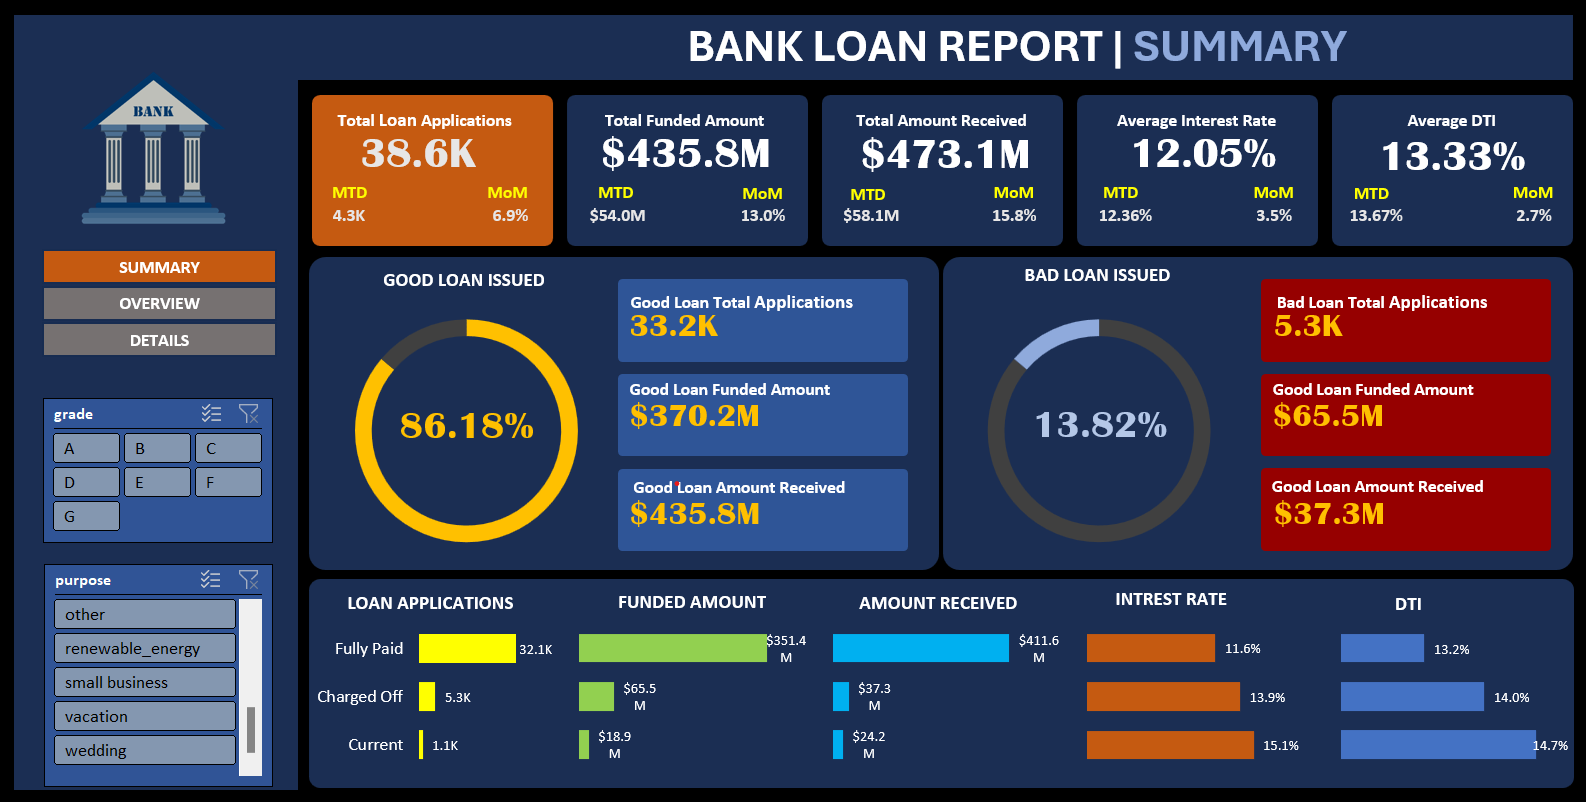 BANK LOAN REPORT | SUMMARY
BANK
SUMMARY
OVERVIEW
DETAILS
grade
A B C
D E F
G
purpose
other
renewable_energy
small business
vacation
wedding
Total Loan Applications
38.6K
MTD MoM
4.3K 6.9%
Total Funded Amount
$435.8M
MTD MoM
$54.0M 13.0%
Total Amount Received
$473.1M
MTD MoM
$58.1M 15.8%
Average Interest Rate
12.05%
MTD MoM
12.36% 3.5%
Average DTI
13.33%
MTD MoM
13.67% 2.7%
GOOD LOAN ISSUED
86.18%
Good Loan Total Applications
33.2K
Good Loan Funded Amount
$370.2M
Good Loan Amount Received
$435.8M
BAD LOAN ISSUED
13.82%
Bad Loan Total Applications
5.3K
Good Loan Funded Amount
$65.5M
Good Loan Amount Received
$37.3M
LOAN APPLICATIONS
Fully Paid 32.1K
Charged Off 5.3K
Current 1.1K
FUNDED AMOUNT
$351.4
M
$65.5
M
$18.9
M
AMOUNT RECEIVED
$411.6
M
$37.3
M
$24.2
M
INTREST RATE
11.6%
13.9%
15.1%
DTI
13.2%
14.0%
14.7%